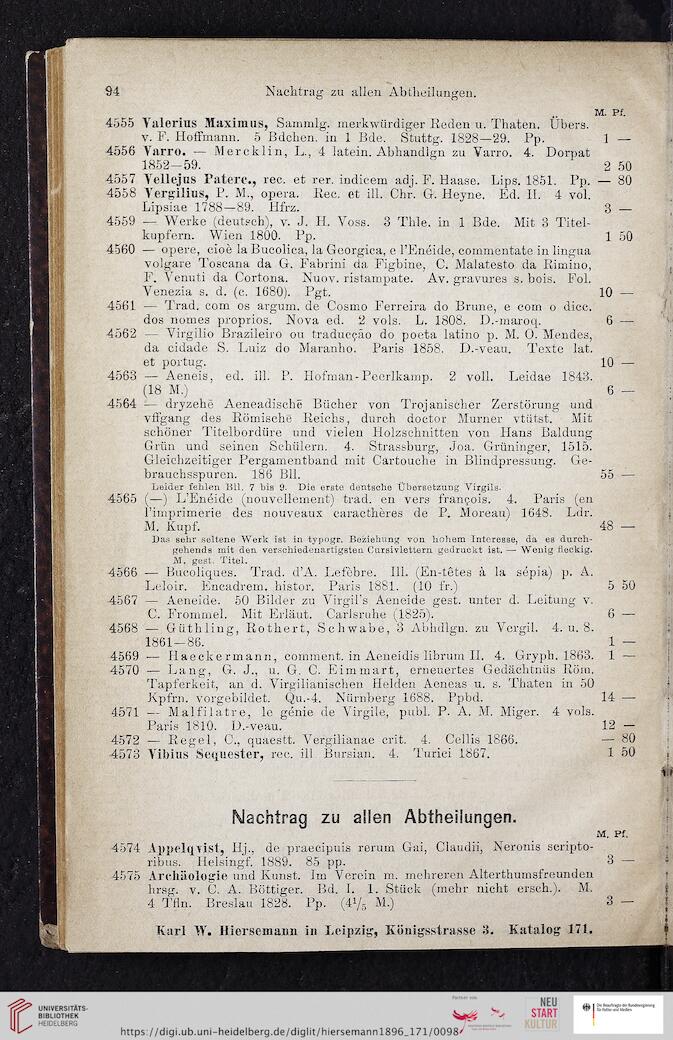 94 Nachtrag zu allen Abtheilungen.
M. Pf.
4555 Valerius Maximus, Sammlg. merkwürdiger Reden u. Thaten. Übers.
v. F. Hoffmann. 5 Bdchen. in 1 Bde. Stuttg. 1828—29. Pp. 1 —
4556 Varro. — Mercklin, L., 4 latein. Abhandlgn zu Varro. 4. Dorpat
1852—59. 2 50
4557 Vellejus Paterc., rec. et rer. indicem adj. F. Haase. Lips. 1851. Pp. — 80
4558 Vergilius, P. M., opera. Rec. et ill. Chr. G. Heyne. Ed. II. 4 vol.
Lipsiae 1788—89. Hfrz. 3 —
4559 — Werke (deutsch), v. J. H. Voss. 3 Thle. in 1 Bde. Mit 3 Titel-
kupfern. Wien 1800. Pp. 1 50
4560 — opere, cioè la Bucolica, la Georgica, e l'Enéide, commentate in lingua
volgare Toscana da G. Fabrini da Figbine, C. Malatesto da Rimino,
F. Venuti da Cortona. Nuov. ristampate. Av. gravures s. bois. Fol.
Venezia s. d. (c. 1680). Pgt. 10 —
4561 — Trad. com os argum. de Cosmo Ferreira do Brune, e com o dicc.
dos nomes proprios. Nova ed. 2 vols. L. 1808. D.-maroq. 6 —
4562 — Virgilio Brazileiro ou traducção do poeta latino p. M. O. Mendes,
da cidade S. Luiz do Maranho. Paris 1858. D.-veau. Texte lat.
et portug. 10 —
4563 — Aeneis, ed. ill. P. Hofman-Peerlkamp. 2 voll. Leidae 1843.
(18 M.) 6 —
4564 — dryzehē Aeneadischē Bücher von Trojanischer Zerstörung und
vffgang des Römischē Reichs, durch doctor Murner vtütst. Mit
schöner Titelbordüre und vielen Holzschnitten von Hans Baldung
Grün und seinen Schülern. 4. Strassburg, Joa. Grüninger, 1515.
Gleichzeitiger Pergamentband mit Cartouche in Blindpressung. Ge-
brauchsspuren. 186 Bll. 55 —
Leider fehlen Bll. 7 bis 9. Die erste deutsche Übersetzung Virgils.
4565 (—) L'Enéide (nouvellement) trad. en vers françois. 4. Paris (en
l'imprimerie des nouveaux caracthères de P. Moreau) 1648. Ldr.
M. Kupf. 48 —
Das sehr seltene Werk ist in typogr. Beziehung von hohem Interesse, da es durch-
gehends mit den verschiedenartigsten Cursivlettern gedruckt ist. — Wenig fleckig.
M. gest. Titel.
4566 — Bucoliques. Trad. d'A. Lefèbre. Ill. (En-têtes à la sépia) p. A.
Leloir. Encadrem. histor. Paris 1881. (10 fr.) 5 50
4567 — Aeneide. 50 Bilder zu Virgil's Aeneide gest. unter d. Leitung v.
C. Frommel. Mit Erläut. Carlsruhe (1825). 6 —
4568 — Güthling, Rothert, Schwabe, 3 Abhdlgn. zu Vergil. 4. u. 8.
1861—86. 1 —
4569 — Haeckermann, comment. in Aeneidis librum II. 4. Gryph. 1863. 1 —
4570 — Lang, G. J., u. G. C. Eimmart, erneuertes Gedächtnüs Röm.
Tapferkeit, an d. Virgilianischen Helden Aeneas u. s. Thaten in 50
Kpfrn. vorgebildet. Qu.-4. Nürnberg 1688. Ppbd. 14 —
4571 — Malfilatre, le génie de Virgile, publ. P. A. M. Miger. 4 vols.
Paris 1810. D.-veau. 12 —
4572 — Regel, C., quaestt. Vergilianae crit. 4. Cellis 1866. — 80
4573 Vibius Sequester, rec. ill Bursian. 4. Turici 1867. 1 50
Nachtrag zu allen Abtheilungen.
M. Pf.
4574 Appelqvist, Hj., de praecipuis rerum Gai, Claudii, Neronis scripto-
ribus. Helsingf. 1889. 85 pp. 3 —
4575 Archäologie und Kunst. Im Verein m. mehreren Alterthumsfreunden
hrsg. v. C. A. Böttiger. Bd. I. 1. Stück (mehr nicht ersch.). M.
4 Tfln. Breslau 1828. Pp. (4 1/5 M.) 3 —
Karl W. Hiersemann in Leipzig, Königsstrasse 3. Katalog 171.
UNIVERSITÄTS-
BIBLIOTHEK
HEIDELBERG
https://digi.ub.uni-heidelberg.de/diglit/hiersemann1896_171/0098
Partner von
NEU
START
KULTUR